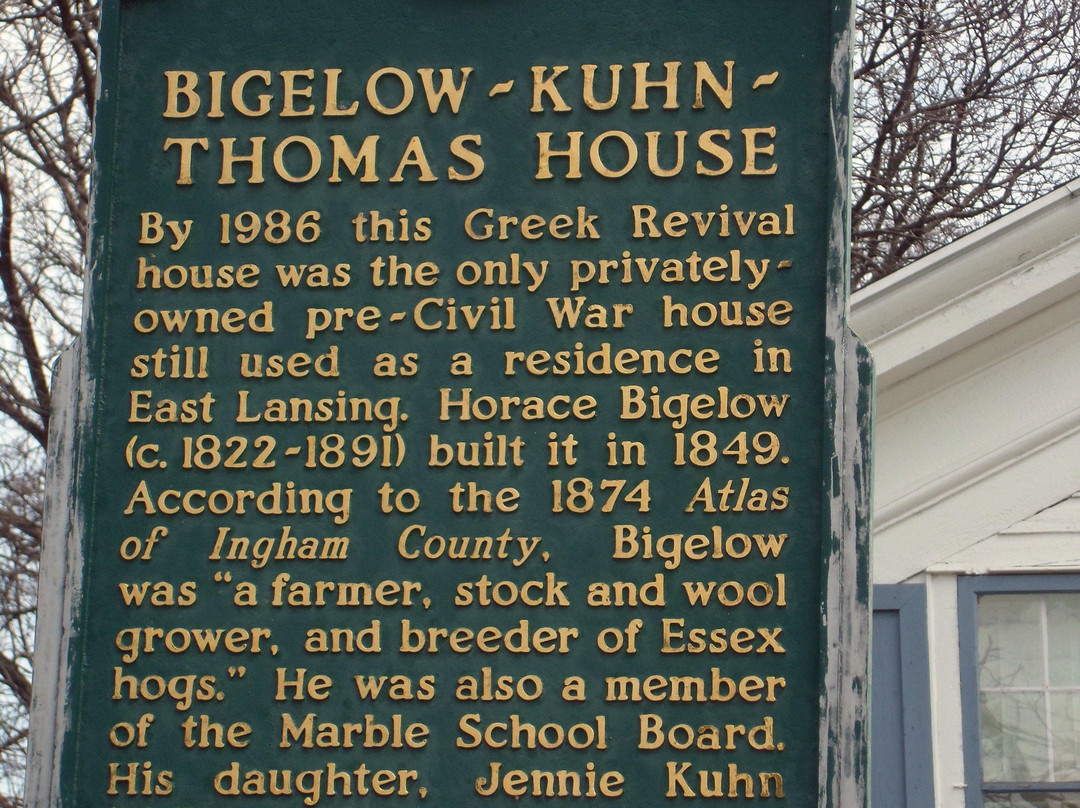 BIGELOW-KUHN-
THOMAS HOUSE
By 1986 this Greek Revival
house was the only privately-
owned pre-Civil War house
still used as a residence in
East Lansing. Horace Bigelow
(c. 1822-1891) built it in 1849.
According to the 1874 Atlas
of Ingham County, Bigelow
was “a farmer, stock and wool
grower, and breeder of Essex
hogs.” He was also a member
of the Marble School Board.
His daughter, Jennie Kuhn